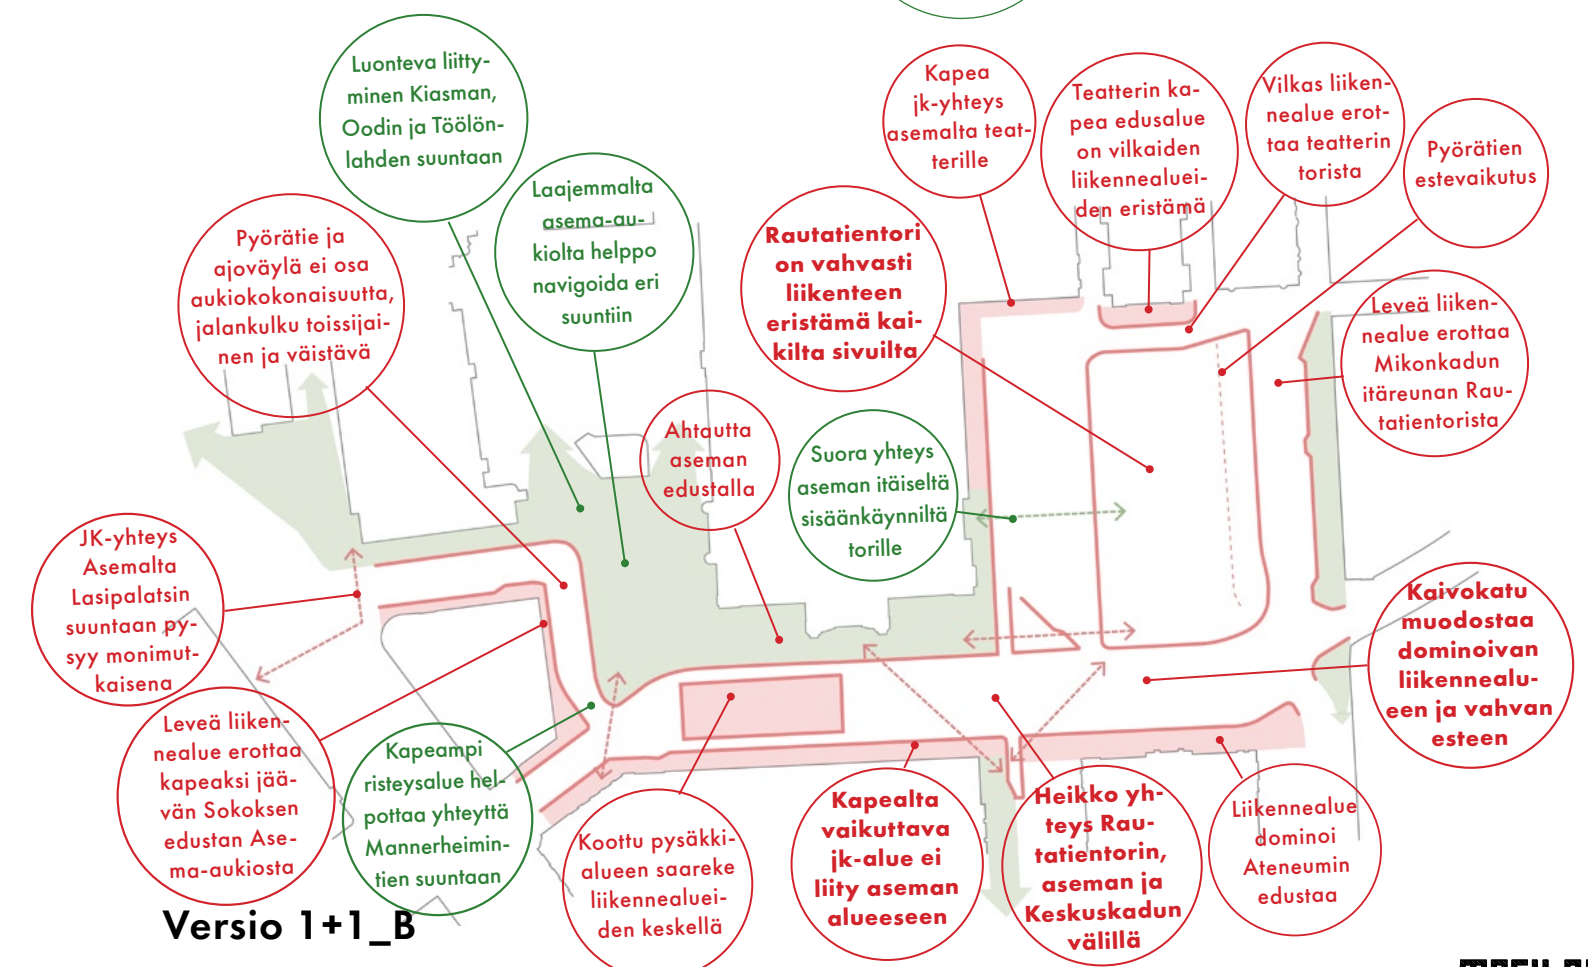 Luonteva liitty-
minen Kiasman,
Oodin ja Töölön-
lahden suuntaan
Kapea
jk-yhteys
asemalta teat-
terille
Teatterin ka-
pea edusalue
on vilkaiden
liikennealuei-
den eristämä
Vilkas liiken-
nealue erot-
taa teatterin
torista
Pyörätien
estevaikutus
Laajemmalta
asema-au-
kiolta helppo
navigoida eri
suuntiin
Pyörätie ja
ajoväylä ei osa
aukiokokonaisuutta,
jalankulku toissijai-
nen ja väistävä
Rautatientori
on vahvasti
liikenteen
eristämä kai-
kilta sivuilta
Leveä liiken-
nealue erottaa
Mikonkadun
itäreunan Rau-
tatientorista
Ahtautta
aseman
edustalla
Suora yhteys
aseman itäiseltä
sisäänkäynniltä
torille
JK-yhteys
Asemalta
Lasipalatsin
suuntaan py-
syy monimut-
kaisena
Kaivokatu
muodostaa
dominoivan
liikennealu-
een ja vahvan
esteen
Leveä liiken-
nealue erottaa
kapeaksi jää-
vän Sokoksen
edustan Ase-
ma-aukiosta
Kapeampi
risteysalue hel-
pottaa yhteyttä
Mannerheimin-
tien suuntaan
Koottu pysäkki-
alueen saareke
liikennealuei-
den keskellä
Kapealta
vaikuttava
jk-alue ei
liity aseman
alueeseen
Heikko yh-
teys Rau-
tatientorin,
aseman ja
Keskuskadun
välillä
Liikennealue
dominoi
Ateneumin
edustaa
Versio 1+1_B